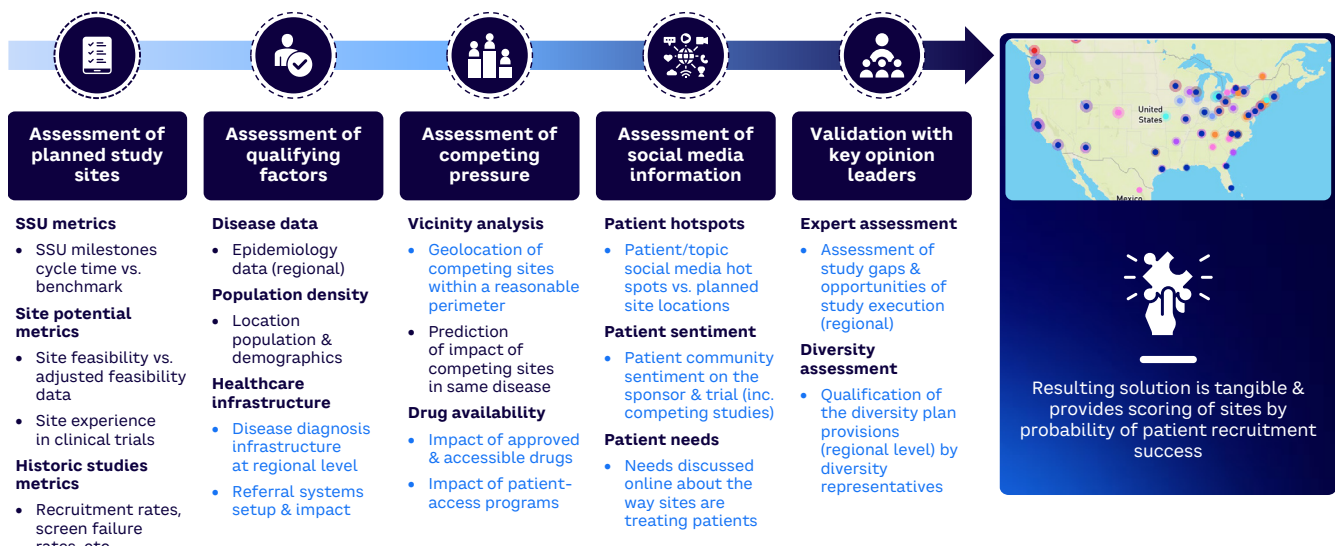 Assessment of
planned study
sites
SSU metrics
• SSU milestones
cycle time vs.
benchmark
Site potential
metrics
• Site feasibility vs.
adjusted feasibility
data
• Site experience
in clinical trials
Historic studies
metrics
• Recruitment rates,
screen failure
rates, etc.
Assessment of
qualifying
factors
Disease data
• Epidemiology
data (regional)
Population density
• Location
population &
demographics
Healthcare
infrastructure
• Disease diagnosis
infrastructure
at regional level
• Referral systems
setup & impact
Assessment of
competing
pressure
Vicinity analysis
• Geolocation of
competing sites
within a reasonable
perimeter
• Prediction
of impact of
competing sites
in same disease
Drug availability
• Impact of approved
& accessible drugs
• Impact of patient-
access programs
Assessment of
social media
information
Patient hotspots
• Patient/topic
social media hot
spots vs. planned
site locations
Patient sentiment
• Patient community
sentiment on the
sponsor & trial (inc.
competing studies)
Patient needs
• Needs discussed
online about the
way sites are
treating patients
Validation with
key opinion
leaders
Expert assessment
• Assessment of
study gaps &
opportunities of
study execution
(regional)
Diversity
assessment
• Qualification of
the diversity plan
provisions
(regional level) by
diversity
representatives
United
States
Mexico
Resulting solution is tangible &
provides scoring of sites by
probability of patient recruitment
success